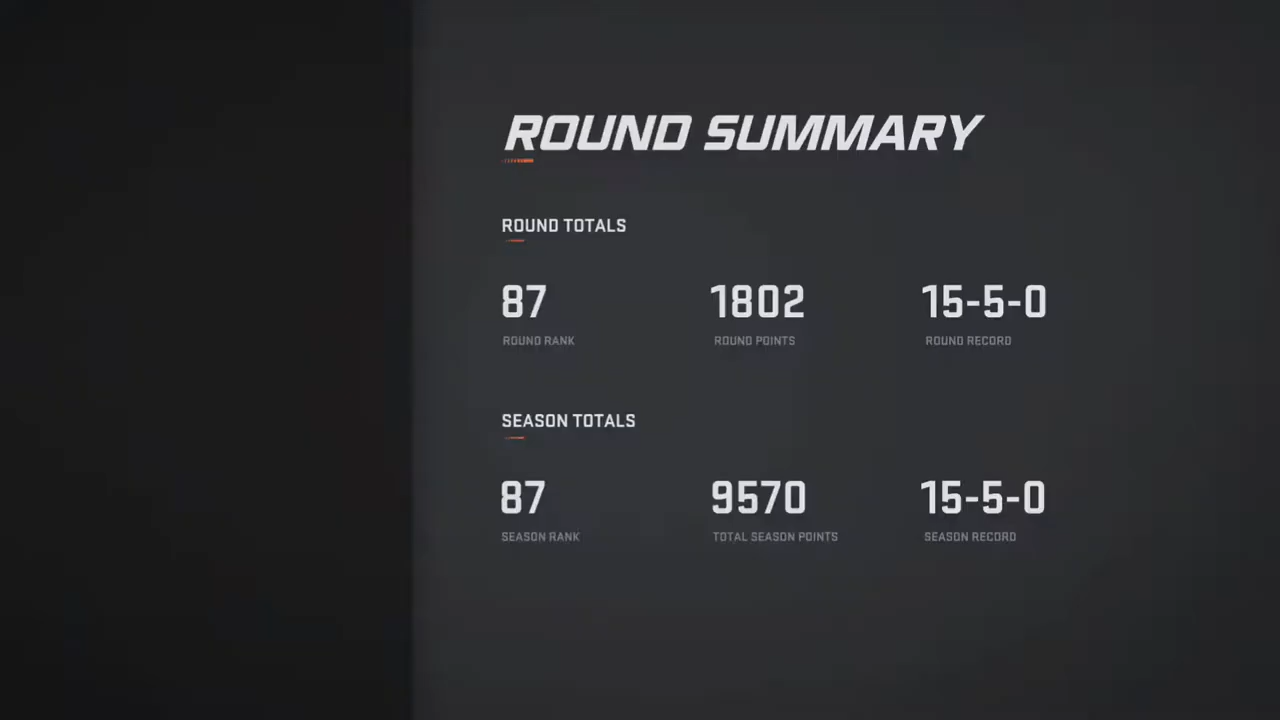 ROUND SUMMARY
ROUND TOTALS
87 1802 15-5-0
ROUND RANK ROUND POINTS ROUND RECORD
SEASON TOTALS
87 9570 15-5-0
SEASON RANK TOTAL SEASON POINTS SEASON RECORD